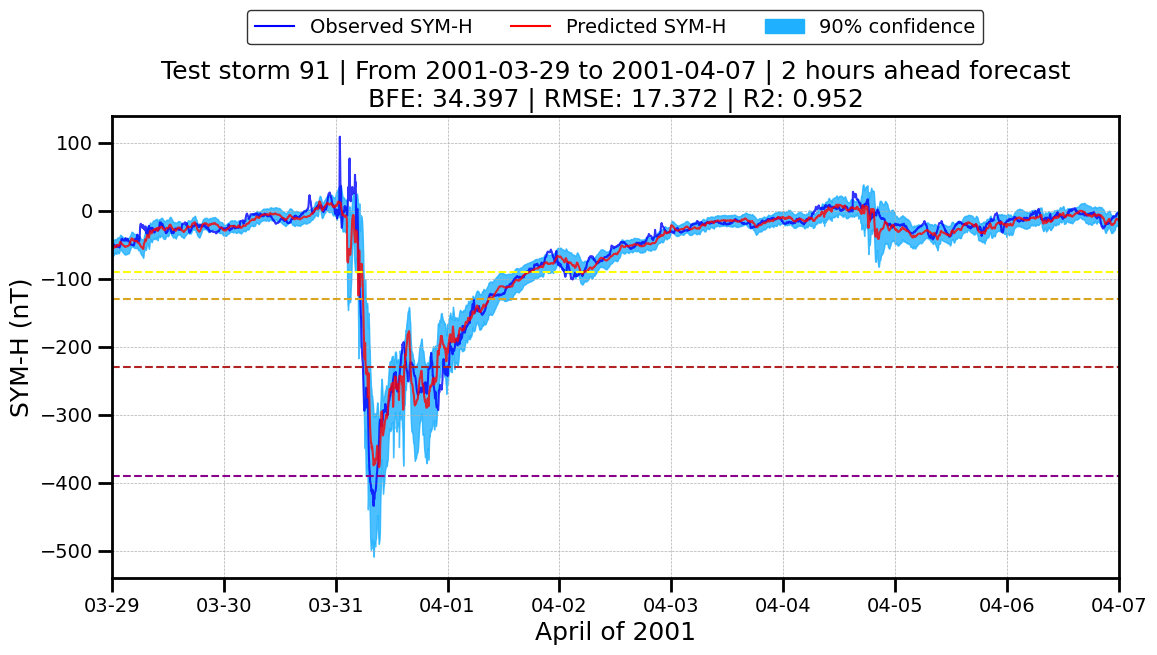 Observed SYM-H Predicted SYM-H 90% confidence
Test storm 91 | From 2001-03-29 to 2001-04-07 | 2 hours ahead forecast
BFE: 34.397 | RMSE: 17.372 | R2: 0.952
SYM-H (nT)
100
0
−100
−200
−300
−400
−500
03-29 03-30 03-31 04-01 04-02 04-03 04-04 04-05 04-06 04-07
April of 2001